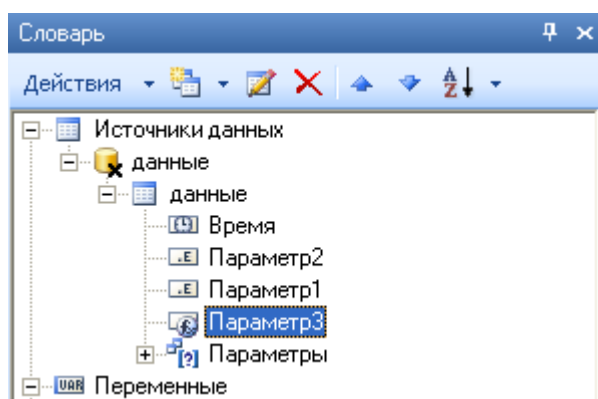 Словарь
Действия
Источники данных
данные
данные
Время
Параметр2
Параметр1
Параметр3
Параметры
Переменные